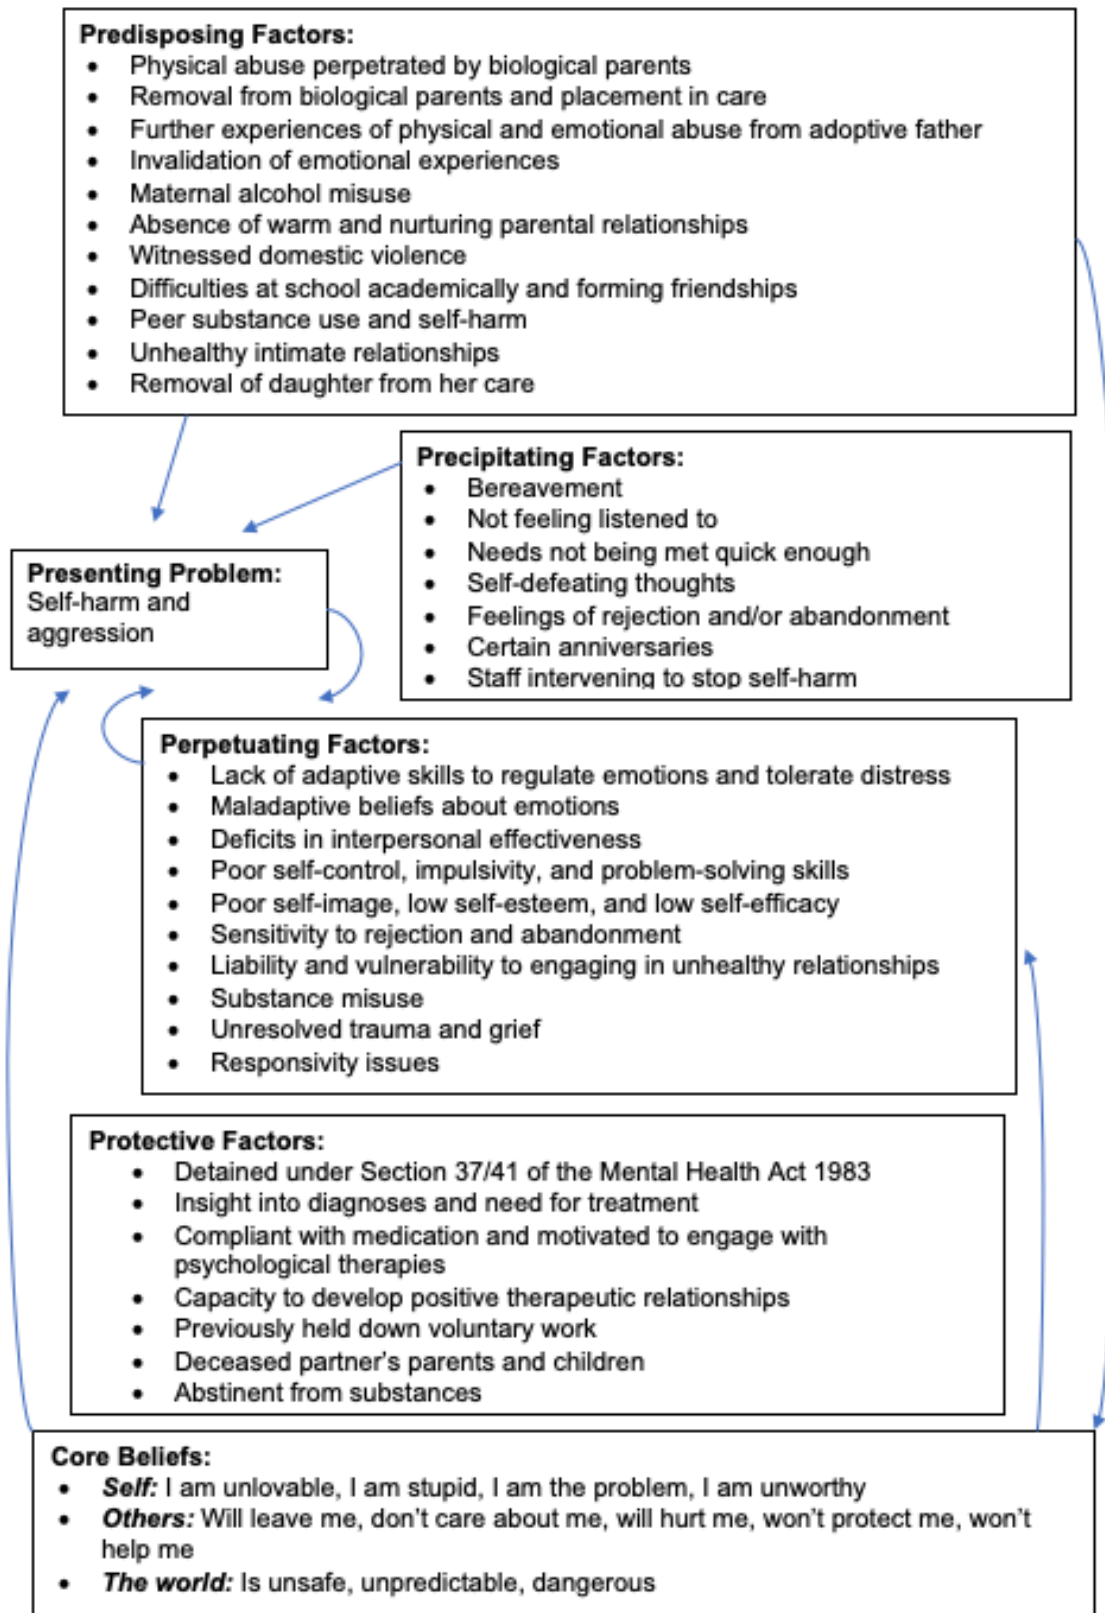 Predisposing Factors:
• Physical abuse perpetrated by biological parents
• Removal from biological parents and placement in care
• Further experiences of physical and emotional abuse from adoptive father
• Invalidation of emotional experiences
• Maternal alcohol misuse
• Absence of warm and nurturing parental relationships
• Witnessed domestic violence
• Difficulties at school academically and forming friendships
• Peer substance use and self-harm
• Unhealthy intimate relationships
• Removal of daughter from her care
Precipitating Factors:
• Bereavement
• Not feeling listened to
• Needs not being met quick enough
• Self-defeating thoughts
• Feelings of rejection and/or abandonment
• Certain anniversaries
• Staff intervening to stop self-harm
Presenting Problem:
Self-harm and
aggression
Perpetuating Factors:
• Lack of adaptive skills to regulate emotions and tolerate distress
• Maladaptive beliefs about emotions
• Deficits in interpersonal effectiveness
• Poor self-control, impulsivity, and problem-solving skills
• Poor self-image, low self-esteem, and low self-efficacy
• Sensitivity to rejection and abandonment
• Liability and vulnerability to engaging in unhealthy relationships
• Substance misuse
• Unresolved trauma and grief
• Responsivity issues
Protective Factors:
• Detained under Section 37/41 of the Mental Health Act 1983
• Insight into diagnoses and need for treatment
• Compliant with medication and motivated to engage with
psychological therapies
• Capacity to develop positive therapeutic relationships
• Previously held down voluntary work
• Deceased partner's parents and children
• Abstinent from substances
Core Beliefs:
• Self: I am unlovable, I am stupid, I am the problem, I am unworthy
• Others: Will leave me, don't care about me, will hurt me, won't protect me, won't
help me
• The world: Is unsafe, unpredictable, dangerous